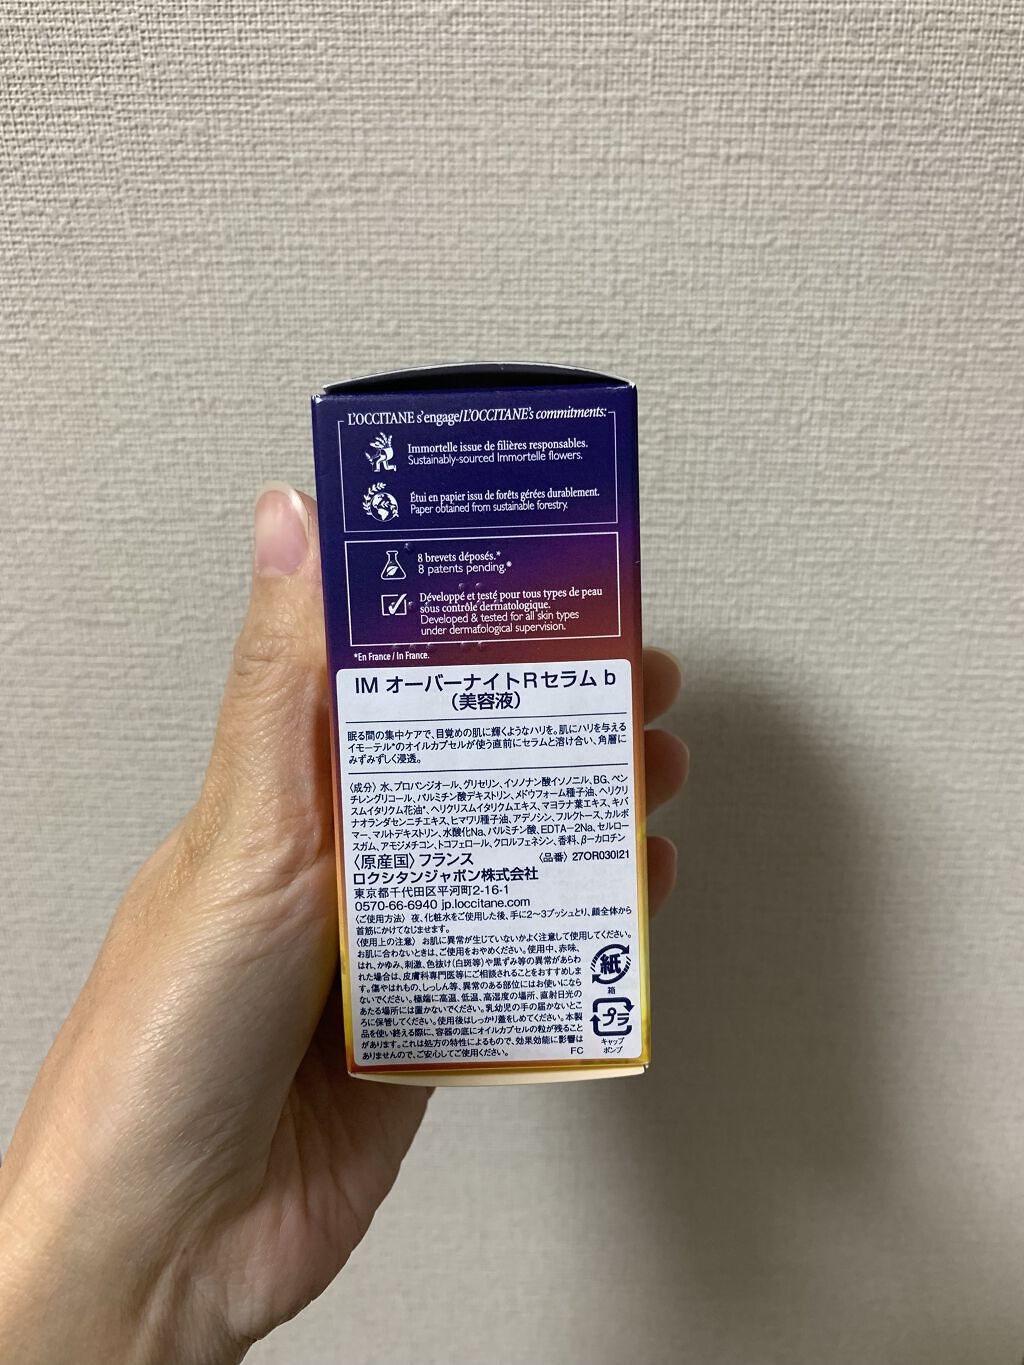 L'OCCITANE s'engage/L'OCCITANE's commitments:
Immortelle issue de filières responsables.
Sustainably-sourced Immortelle flowers.
Étui en papier issu de forêts gérées durablement.
Paper obtained from sustainable forestry.
8 brevets déposés.*
8 patents pending.*
Développé et testé pour tous types de peau
sous contrôle dermatologique.
Developed & tested for all skin types
under dermatological supervision.
*En France / In France.
IM オーバーナイトRセラム b
（美容液）
眠る間の集中ケアで、目覚めの肌に輝くようなハリを。肌にハリを与える
イモーテル*のオイルカプセルが使う直前にセラムと溶け合い、角層に
みずみずしく浸透。
〈成分〉水、プロパンジオール、グリセリン、イソノナン酸イソノニル、BG、ペン
チレングリコール、パルミチン酸デキストリン、メドウフォーム種子油、ヘリクリ
スムイタリクム花油*、ヘリクリスムイタリクムエキス、マヨラナ葉エキス、キバ
ナオランダセンニチエキス、ヒマワリ種子油、アデノシン、フルクトース、カルボ
マー、マルトデキストリン、水酸化Na、パルミチン酸、EDTA－2Na、セルロー
スガム、アモジメチコン、トコフェロール、クロルフェネシン、香料、β－カロチン
〈原産国〉フランス 〈品番〉27OR030I21
ロクシタンジャポン株式会社
東京都千代田区平河町2-16-1
0570-66-6940 jp.loccitane.com
〈ご使用方法〉夜、化粧水をご使用した後、手に2～3プッシュとり、顔全体から
首筋にかけてなじませます。
〈使用上の注意〉お肌に異常が生じていないかよく注意して使用してください。
お肌に合わないときは、ご使用をおやめください。使用中、赤味、
はれ、かゆみ、刺激、色抜け（白斑等）や黒ずみ等の異常があらわ
れた場合は、皮膚科専門医等にご相談されることをおすすめしま
す。傷やはれもの、しっしん等、異常のある部位にはお使いになら
ないでください。極端に高温、低温、高湿度の場所、直射日光の
あたる場所には置かないでください。乳幼児の手の届かないとこ
ろに保管してください。使用後はしっかり蓋をしめてください。本製
品を使い終える際に、容器の底にオイルカプセルの粒が残ること
があります。これは処方の特性によるもので、効果効能に影響は
ありませんので、ご安心してご使用ください。 FC
紙
箱
プラ
キャップ
ポンプ